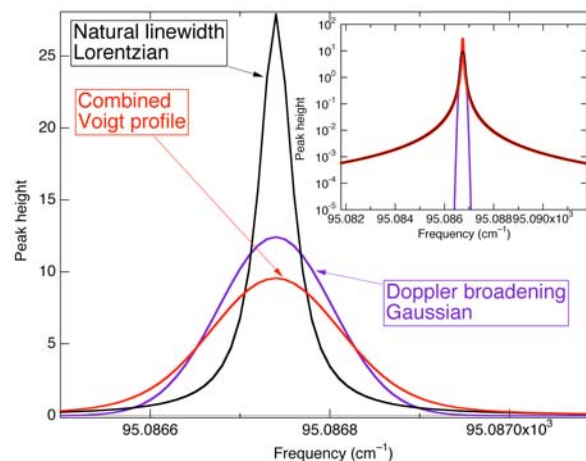 Natural linewidth
Lorentzian
Combined
Voigt profile
Doppler broadening
Gaussian
Peak height
25
20
15
10
5
0
95.0866
95.0868
95.0870x10³
Frequency (cm⁻¹)
Peak height
10²
10¹
10⁰
10⁻¹
10⁻²
10⁻³
10⁻⁴
10⁻⁵
95.082
95.084
95.086
95.088
95.090x10³
Frequency (cm⁻¹)